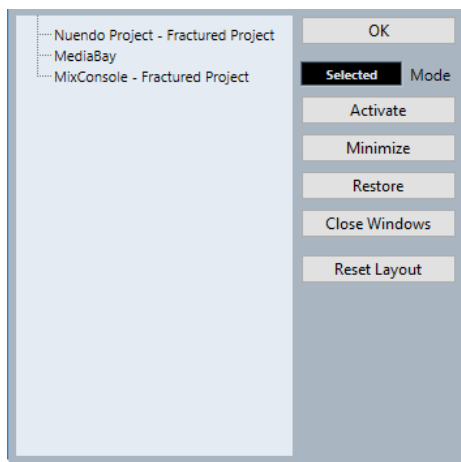 Nuendo Project - Fractured Project
MediaBay
MixConsole - Fractured Project
OK
Selected Mode
Activate
Minimize
Restore
Close Windows
Reset Layout